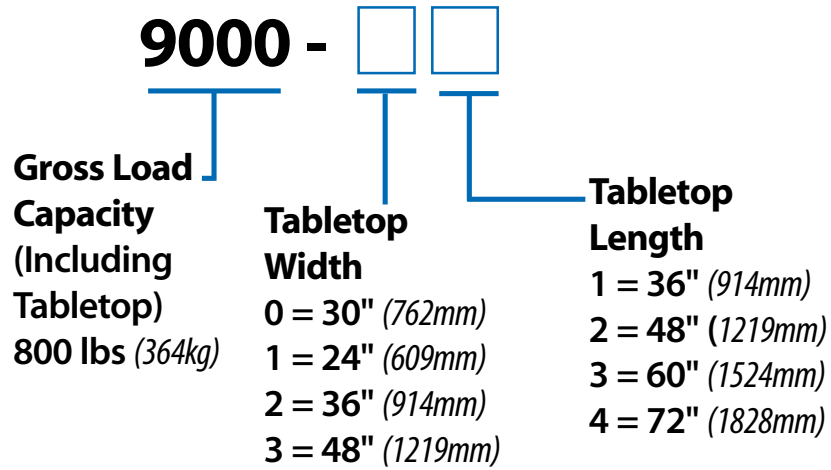 9000 -
Gross Load
Capacity
(Including
Tabletop)
800 lbs (364kg)
Tabletop
Width
0 = 30" (762mm)
1 = 24" (609mm)
2 = 36" (914mm)
3 = 48" (1219mm)
Tabletop
Length
1 = 36" (914mm)
2 = 48" (1219mm)
3 = 60" (1524mm)
4 = 72" (1828mm)